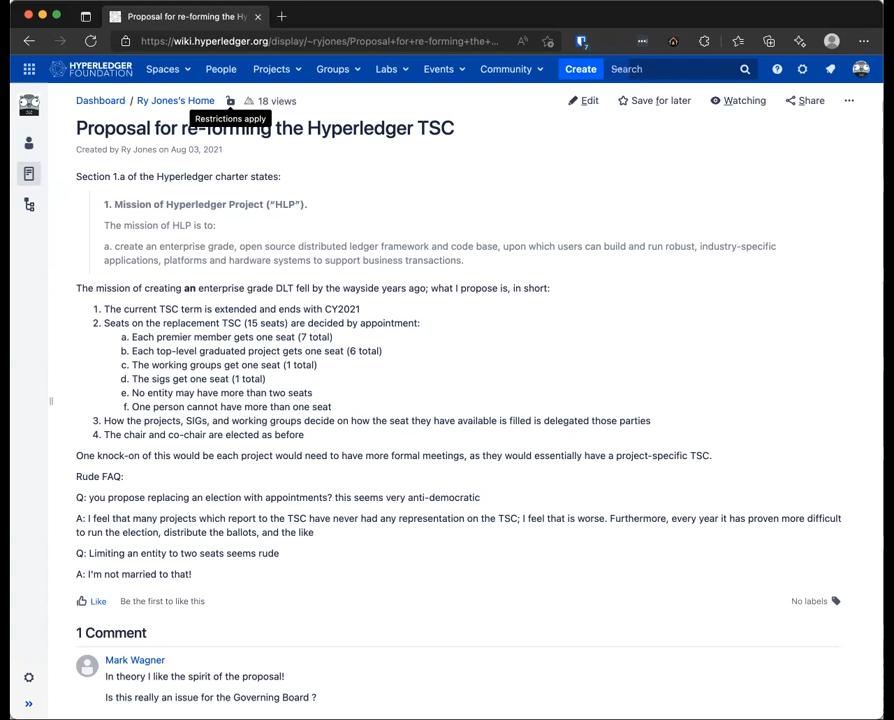 Proposal for re-forming the Hy
https://wiki.hyperledger.org/display/~ryjones/Proposal+for+re-forming+the+...
HYPERLEDGER
FOUNDATION
Spaces
People
Projects
Groups
Labs
Events
Community
Create
Search
Dashboard / Ry Jones's Home
18 views
Edit
Save for later
Watching
Share
Restrictions apply
Proposal for re-forming the Hyperledger TSC
Created by Ry Jones on Aug 03, 2021
Section 1.a of the Hyperledger charter states:
1. Mission of Hyperledger Project (“HLP”).
The mission of HLP is to:
a. create an enterprise grade, open source distributed ledger framework and code base, upon which users can build and run robust, industry-specific
applications, platforms and hardware systems to support business transactions.
The mission of creating an enterprise grade DLT fell by the wayside years ago; what I propose is, in short:
1. The current TSC term is extended and ends with CY2021
2. Seats on the replacement TSC (15 seats) are decided by appointment:
a. Each premier member gets one seat (7 total)
b. Each top-level graduated project gets one seat (6 total)
c. The working groups get one seat (1 total)
d. The sigs get one seat (1 total)
e. No entity may have more than two seats
f. One person cannot have more than one seat
3. How the projects, SIGs, and working groups decide on how the seat they have available is filled is delegated those parties
4. The chair and co-chair are elected as before
One knock-on of this would be each project would need to have more formal meetings, as they would essentially have a project-specific TSC.
Rude FAQ:
Q: you propose replacing an election with appointments? this seems very anti-democratic
A: I feel that many projects which report to the TSC have never had any representation on the TSC; I feel that is worse. Furthermore, every year it has proven more difficult
to run the election, distribute the ballots, and the like
Q: Limiting an entity to two seats seems rude
A: I'm not married to that!
Like
Be the first to like this
No labels
1 Comment
Mark Wagner
In theory I like the spirit of the proposal!
Is this really an issue for the Governing Board ?